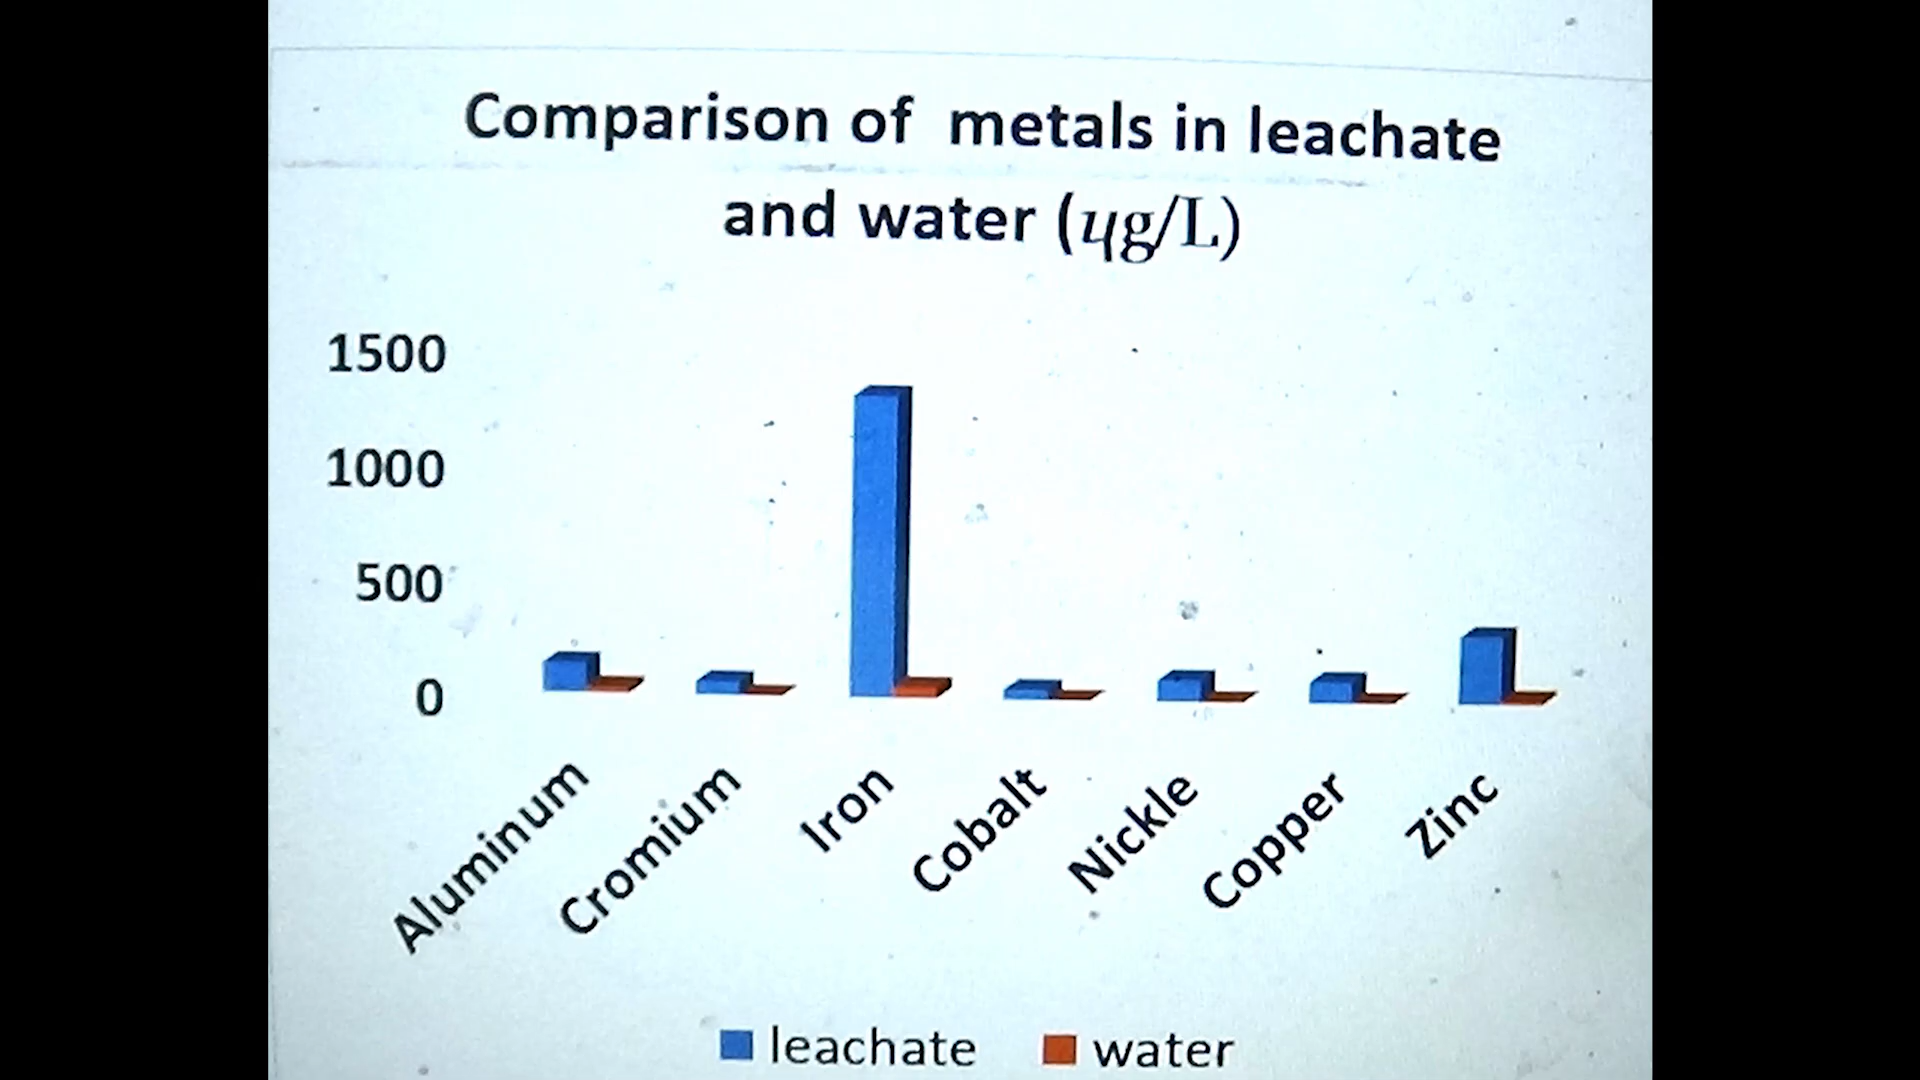 Comparison of metals in leachate
and water (ɥg/L)
1500
1000
500
0
Aluminum
Cromium
Iron
Cobalt
Nickle
Copper
Zinc
leachate water